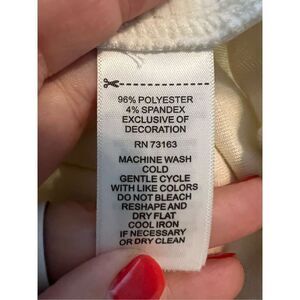 96% POLYESTER
4% SPANDEX
EXCLUSIVE OF
DECORATION
RN 73163
MACHINE WASH
COLD
GENTLE CYCLE
WITH LIKE COLORS
DO NOT BLEACH
RESHAPE AND
DRY FLAT
COOL IRON
IF NECESSARY
OR DRY CLEAN